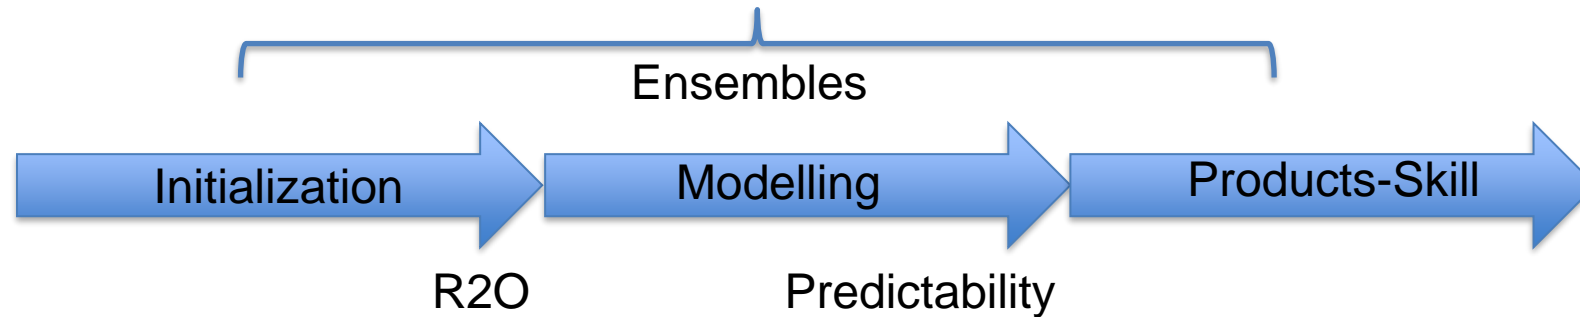 Ensembles
Initialization
Modelling
Products-Skill
R2O
Predictability